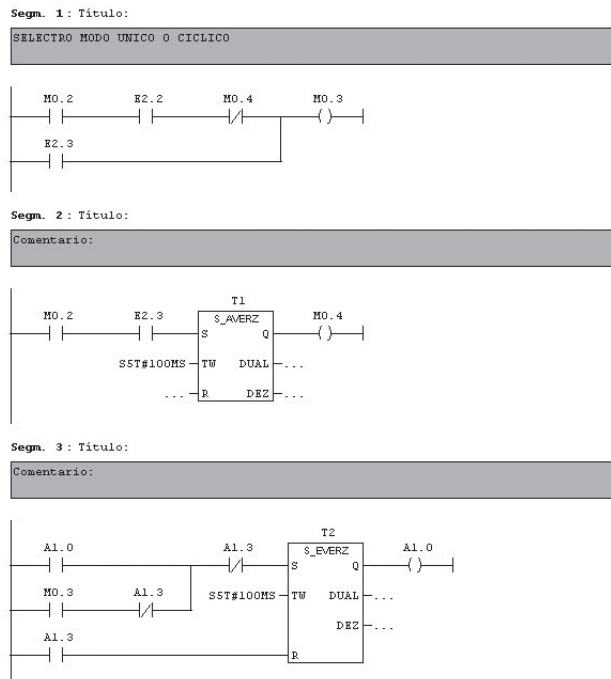 Segm. 1 : Título:
SELECTRO MODO UNICO O CICLICO
M0.2 E2.2 M0.4 M0.3
E2.3
Segm. 2 : Título:
Comentario:
T1
M0.2 E2.3 S_AVERZ M0.4
S Q
S5T#100MS TW DUAL ...
... R DEZ ...
Segm. 3 : Título:
Comentario:
T2
A1.0 A1.3 S_EVERZ A1.0
S Q
M0.3 A1.3 S5T#100MS TW DUAL ...
DEZ ...
A1.3
R